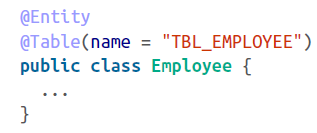 @Entity
@Table(name = "TBL_EMPLOYEE")
public class Employee {
...
}